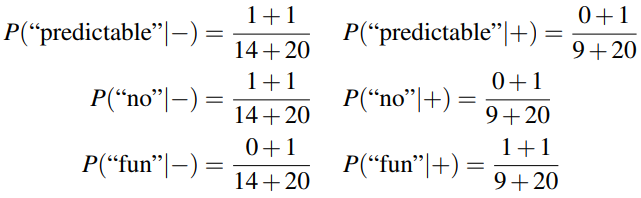 P(“predictable”|−) = 1+1 / 14+20    P(“predictable”|+) = 0+1 / 9+20
P(“no”|−) = 1+1 / 14+20    P(“no”|+) = 0+1 / 9+20
P(“fun”|−) = 0+1 / 14+20    P(“fun”|+) = 1+1 / 9+20